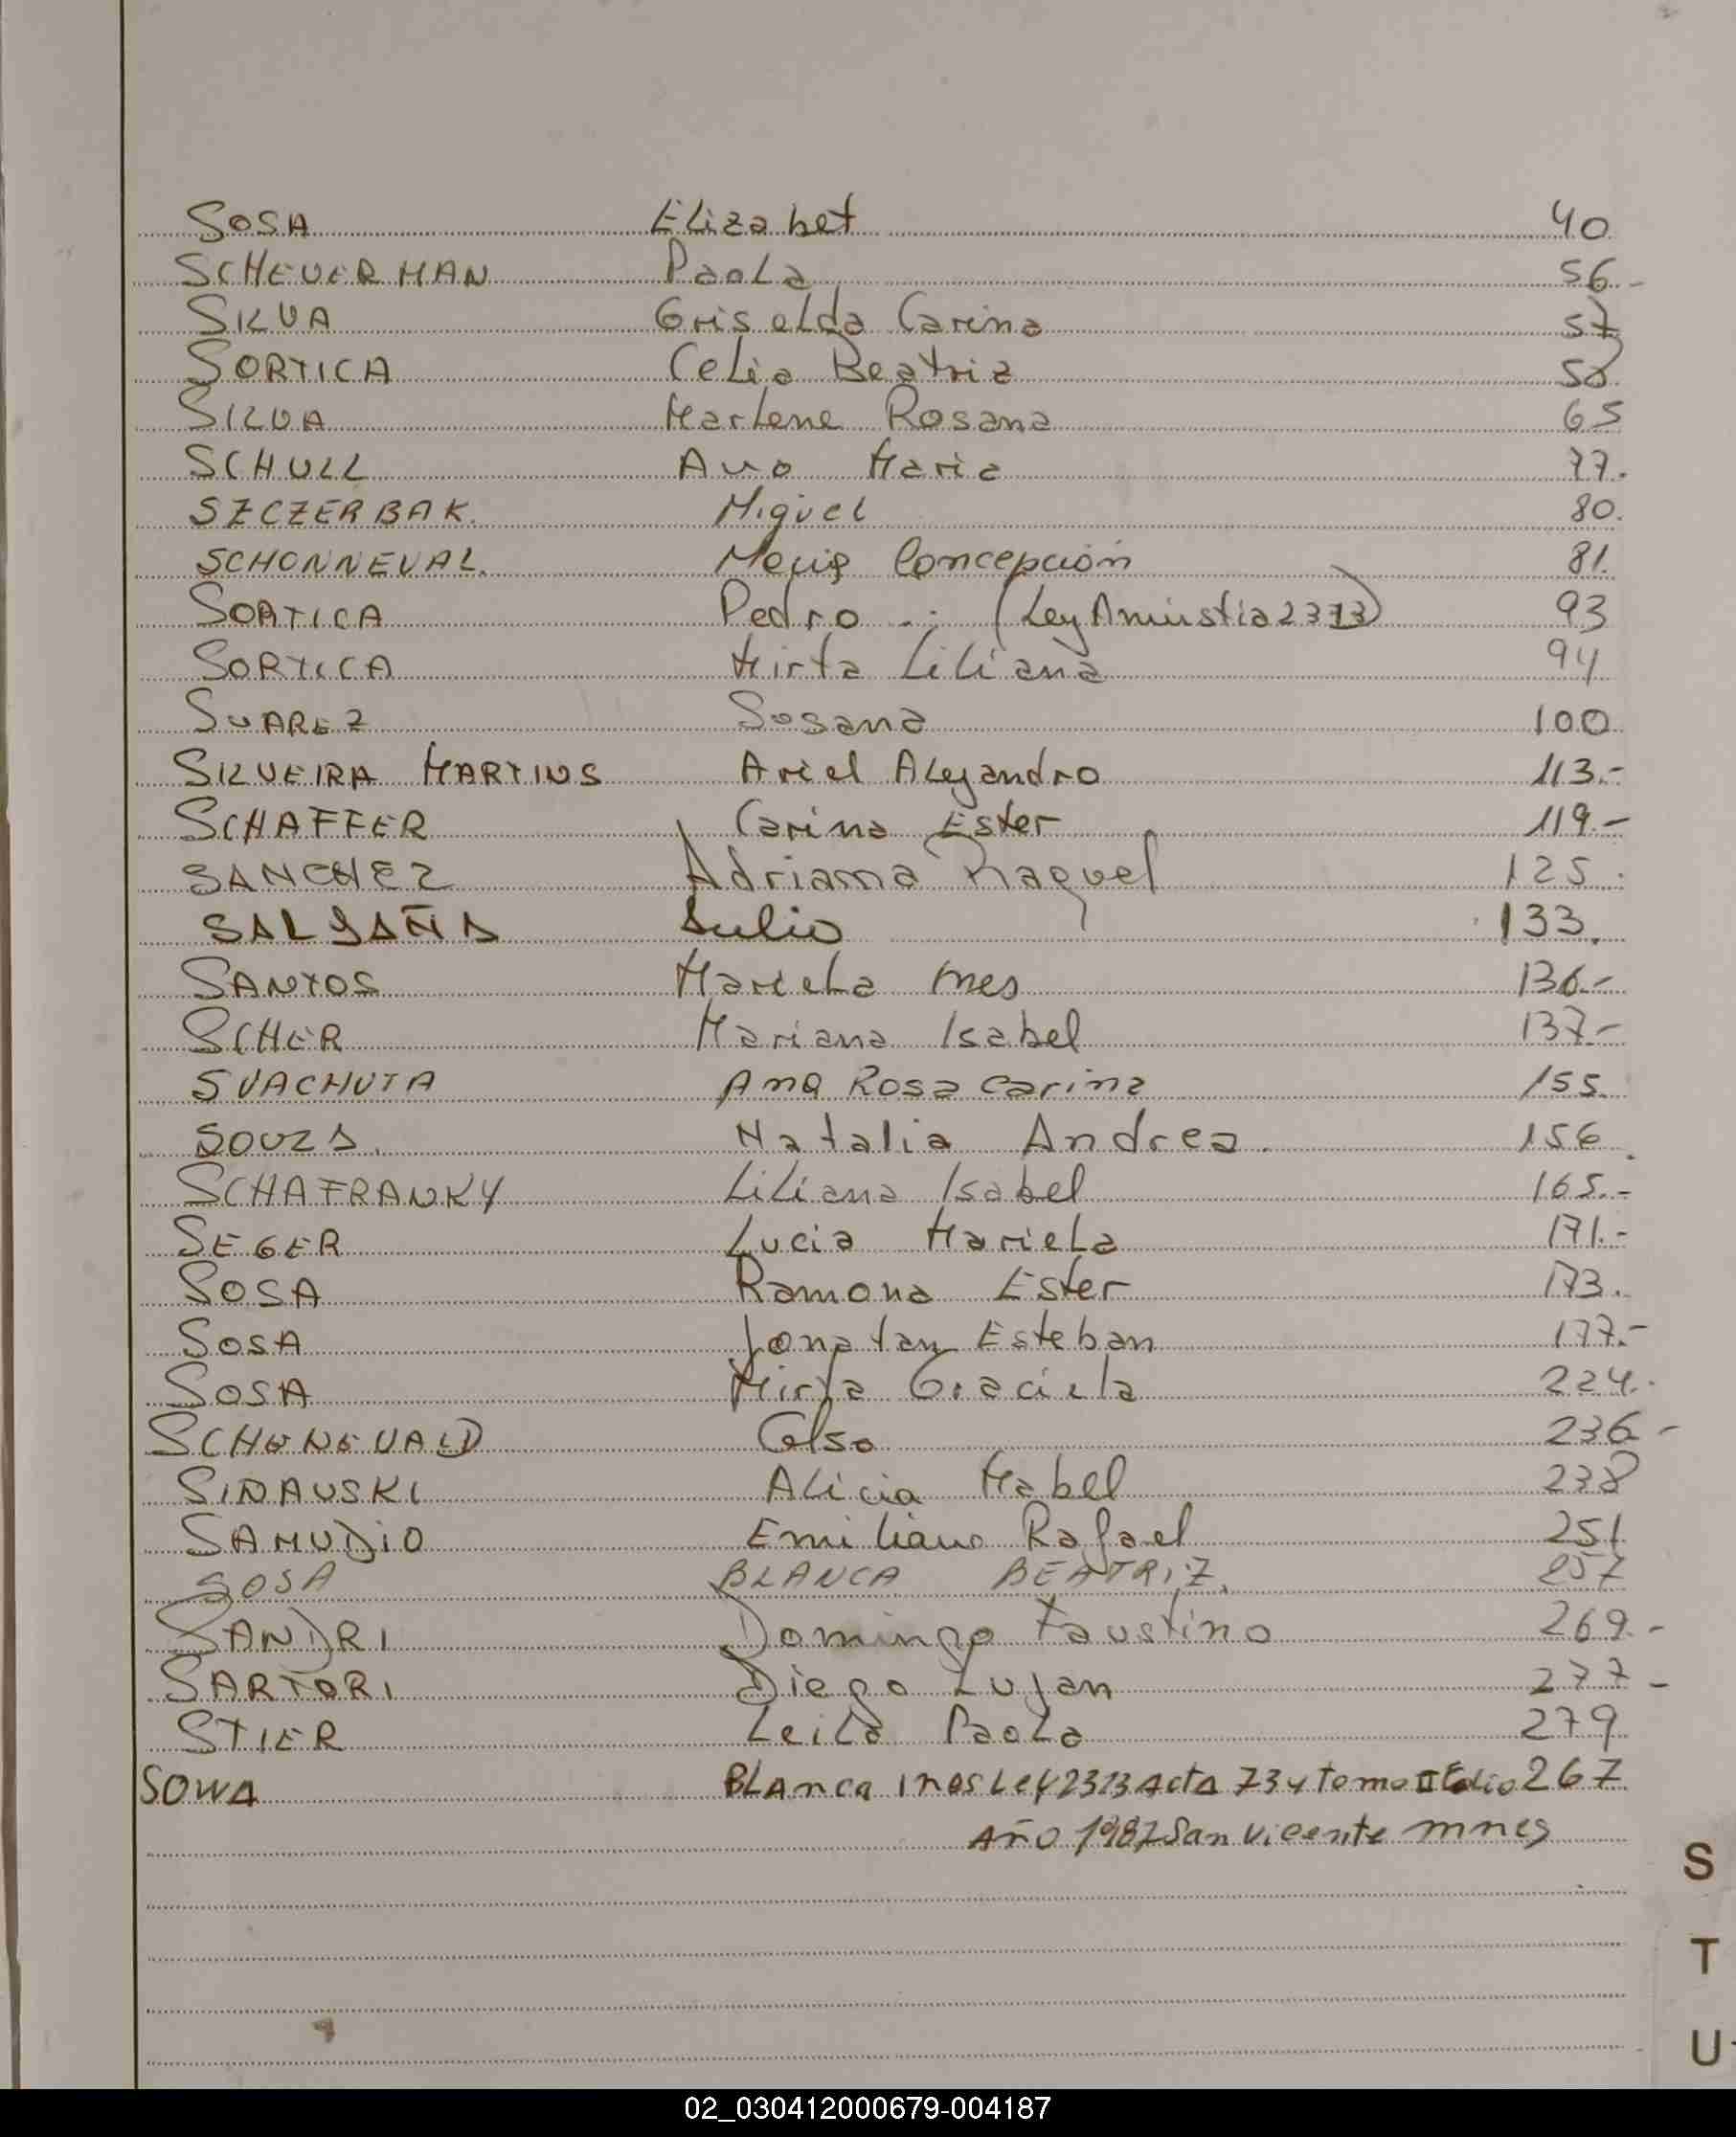 SOSA Elizabet 40
SCHEUERMAN Paola 56.-
SILVA Griselda Carina 57
SORTICA Celia Beatriz 58.
SILVA Marlene Rosana 65
SCHULL Ana Maria 77.
SZCZERBAK. Miguel 80.
SCHONNEVAL. Maria Concepción 81.
SORTICA Pedro .. (Ley Amnistia 2373) 93
SORTICA Mirta Liliana 94
SUAREZ Susana 100
SILVEIRA MARTINS Ariel Alejandro 113.-
SCHAFFER Carina Ester 119.-
SANCHEZ Adriana Raquel 125.
SALDAÑA Julio 133.
SANTOS Mariela Ines 136.-
SCHER Mariana Isabel 137.-
SVACHUTA Ana Rosa Carina 155.
SOUZA. Natalia Andrea. 156.
SCHAFRANKY Liliana Isabel 165.-
SEGER Lucia Mariela 171.-
SOSA Ramona Ester 173.
SOSA Jonatan Esteban 177.-
SOSA Mirta Graciela 224.-
SCHONEVALD Celso 236-
SINAUSKI Alicia Mabel 238
SAMUDIO Emiliano Rafael 251
SOSA BLANCA BEATRIZ. 257
SANDRI Domingo Faustino 269.-
SARTORI Diego Lujan 277-
STIER Leila Paola 279
SOWA Blanca Ines Ley 2323 Acta 734 tomo II folio 267
Año 1987 San Vicente mnes
S
T
U
02_030412000679-004187